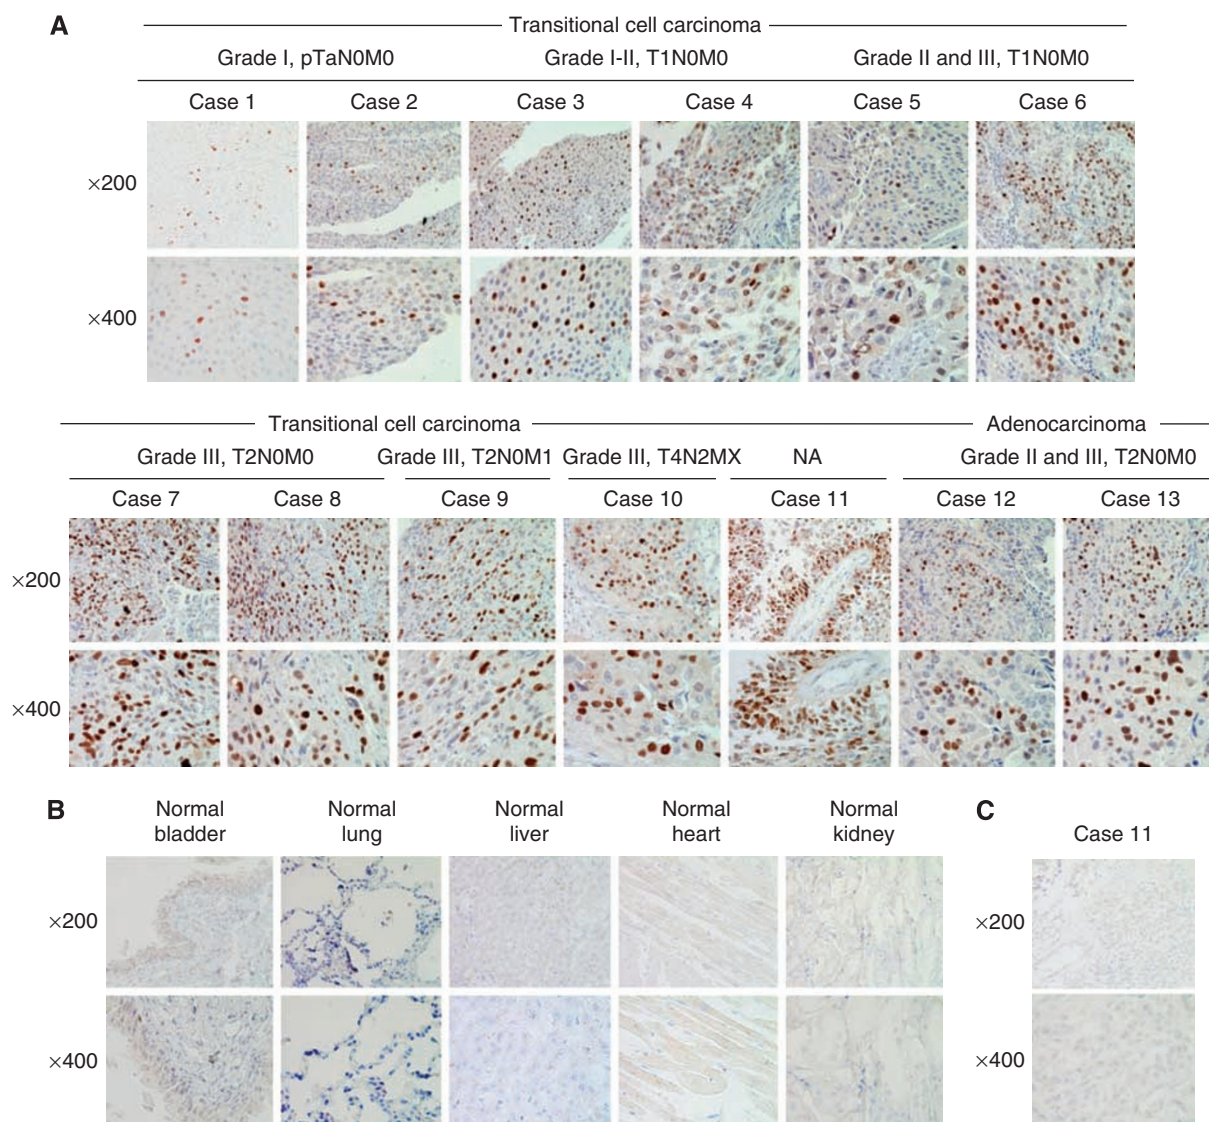 A
Transitional cell carcinoma
Grade I, pTaN0M0 Grade I-II, T1N0M0 Grade II and III, T1N0M0
Case 1 Case 2 Case 3 Case 4 Case 5 Case 6
×200
×400
Transitional cell carcinoma Adenocarcinoma
Grade III, T2N0M0 Grade III, T2N0M1 Grade III, T4N2MX NA Grade II and III, T2N0M0
Case 7 Case 8 Case 9 Case 10 Case 11 Case 12 Case 13
×200
×400
B Normal bladder Normal lung Normal liver Normal heart Normal kidney
×200
×400
C
Case 11
×200
×400